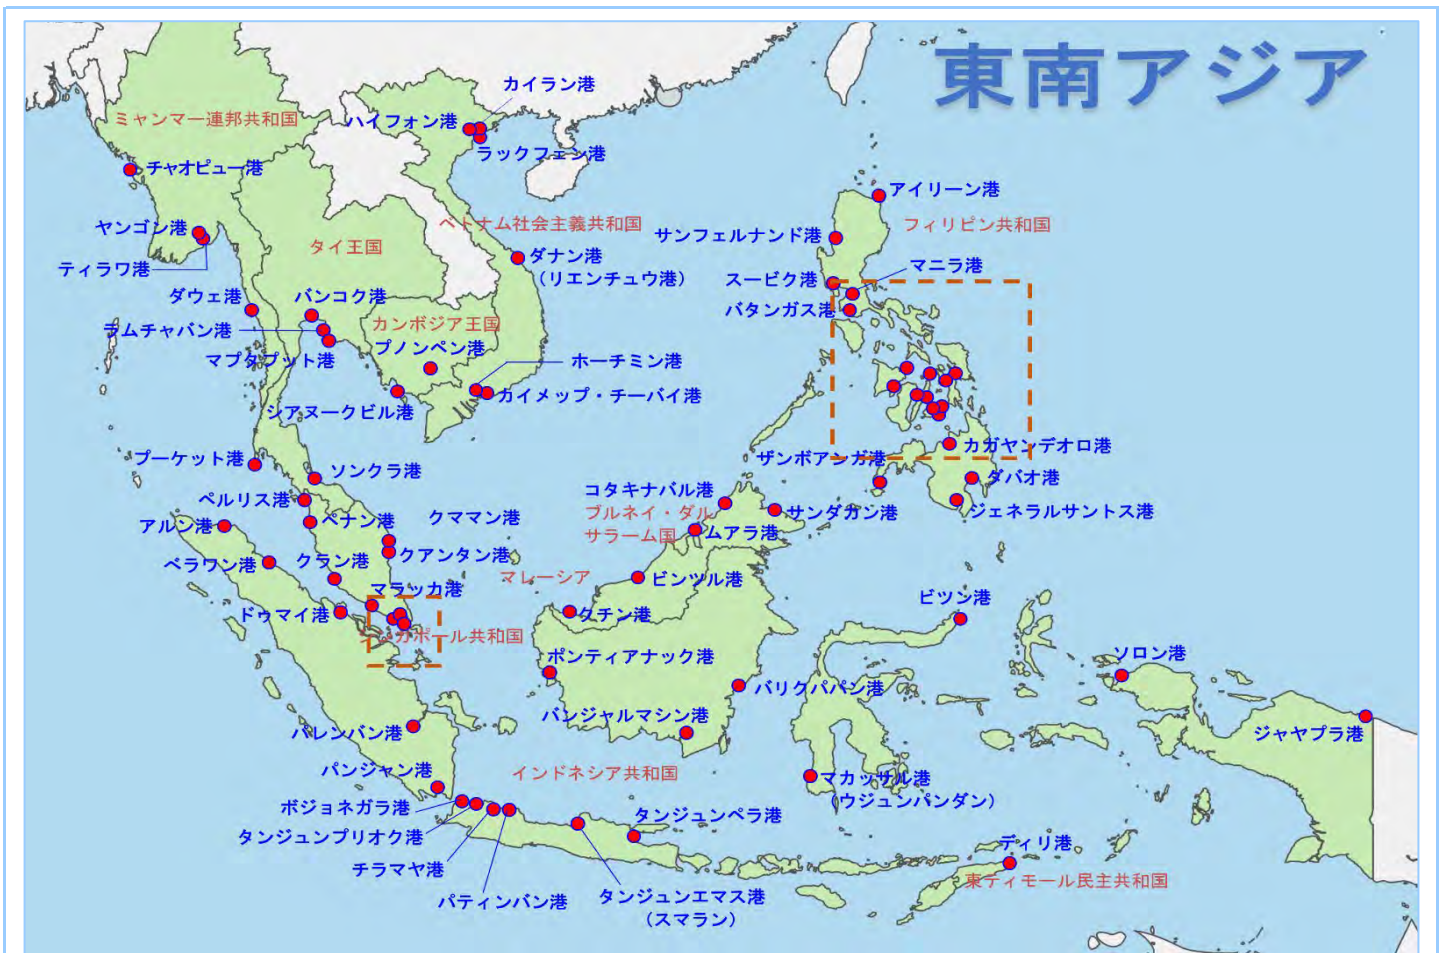 東南アジア
カイラン港
ハイフォン港
ミャンマー連邦共和国
ラックフェン港
チャオピュー港
アイリーン港
ベトナム社会主義共和国
フィリピン共和国
ヤンゴン港
サンフェルナンド港
タイ王国
ダナン港
（リエンチュウ港）
ティラワ港
マニラ港
スービク港
ダウェ港
バンコク港
バタンガス港
カンボジア王国
ラムチャバン港
プノンペン港
マプタプット港
ホーチミン港
カイメップ・チーバイ港
シアヌークビル港
カガヤンデオロ港
プーケット港
ザンボアンガ港
ソンクラ港
ダバオ港
コタキナバル港
ペルリス港
ブルネイ・ダル
サラーム国
サンダカン港
ジェネラルサントス港
アルン港
ペナン港
クママン港
ムアラ港
クアンタン港
ベラワン港
クラン港
マレーシア
ビンツル港
マラッカ港
ビツン港
ドゥマイ港
クチン港
シンガポール共和国
ポンティアナック港
ソロン港
バリクパパン港
バンジャルマシン港
パレンバン港
ジャヤプラ港
パンジャン港
インドネシア共和国
マカッサル港
（ウジュンパンダン）
ボジョネガラ港
タンジュンペラ港
タンジュンプリオク港
ディリ港
チラマヤ港
東ティモール民主共和国
パティンバン港
タンジュンエマス港
（スマラン）